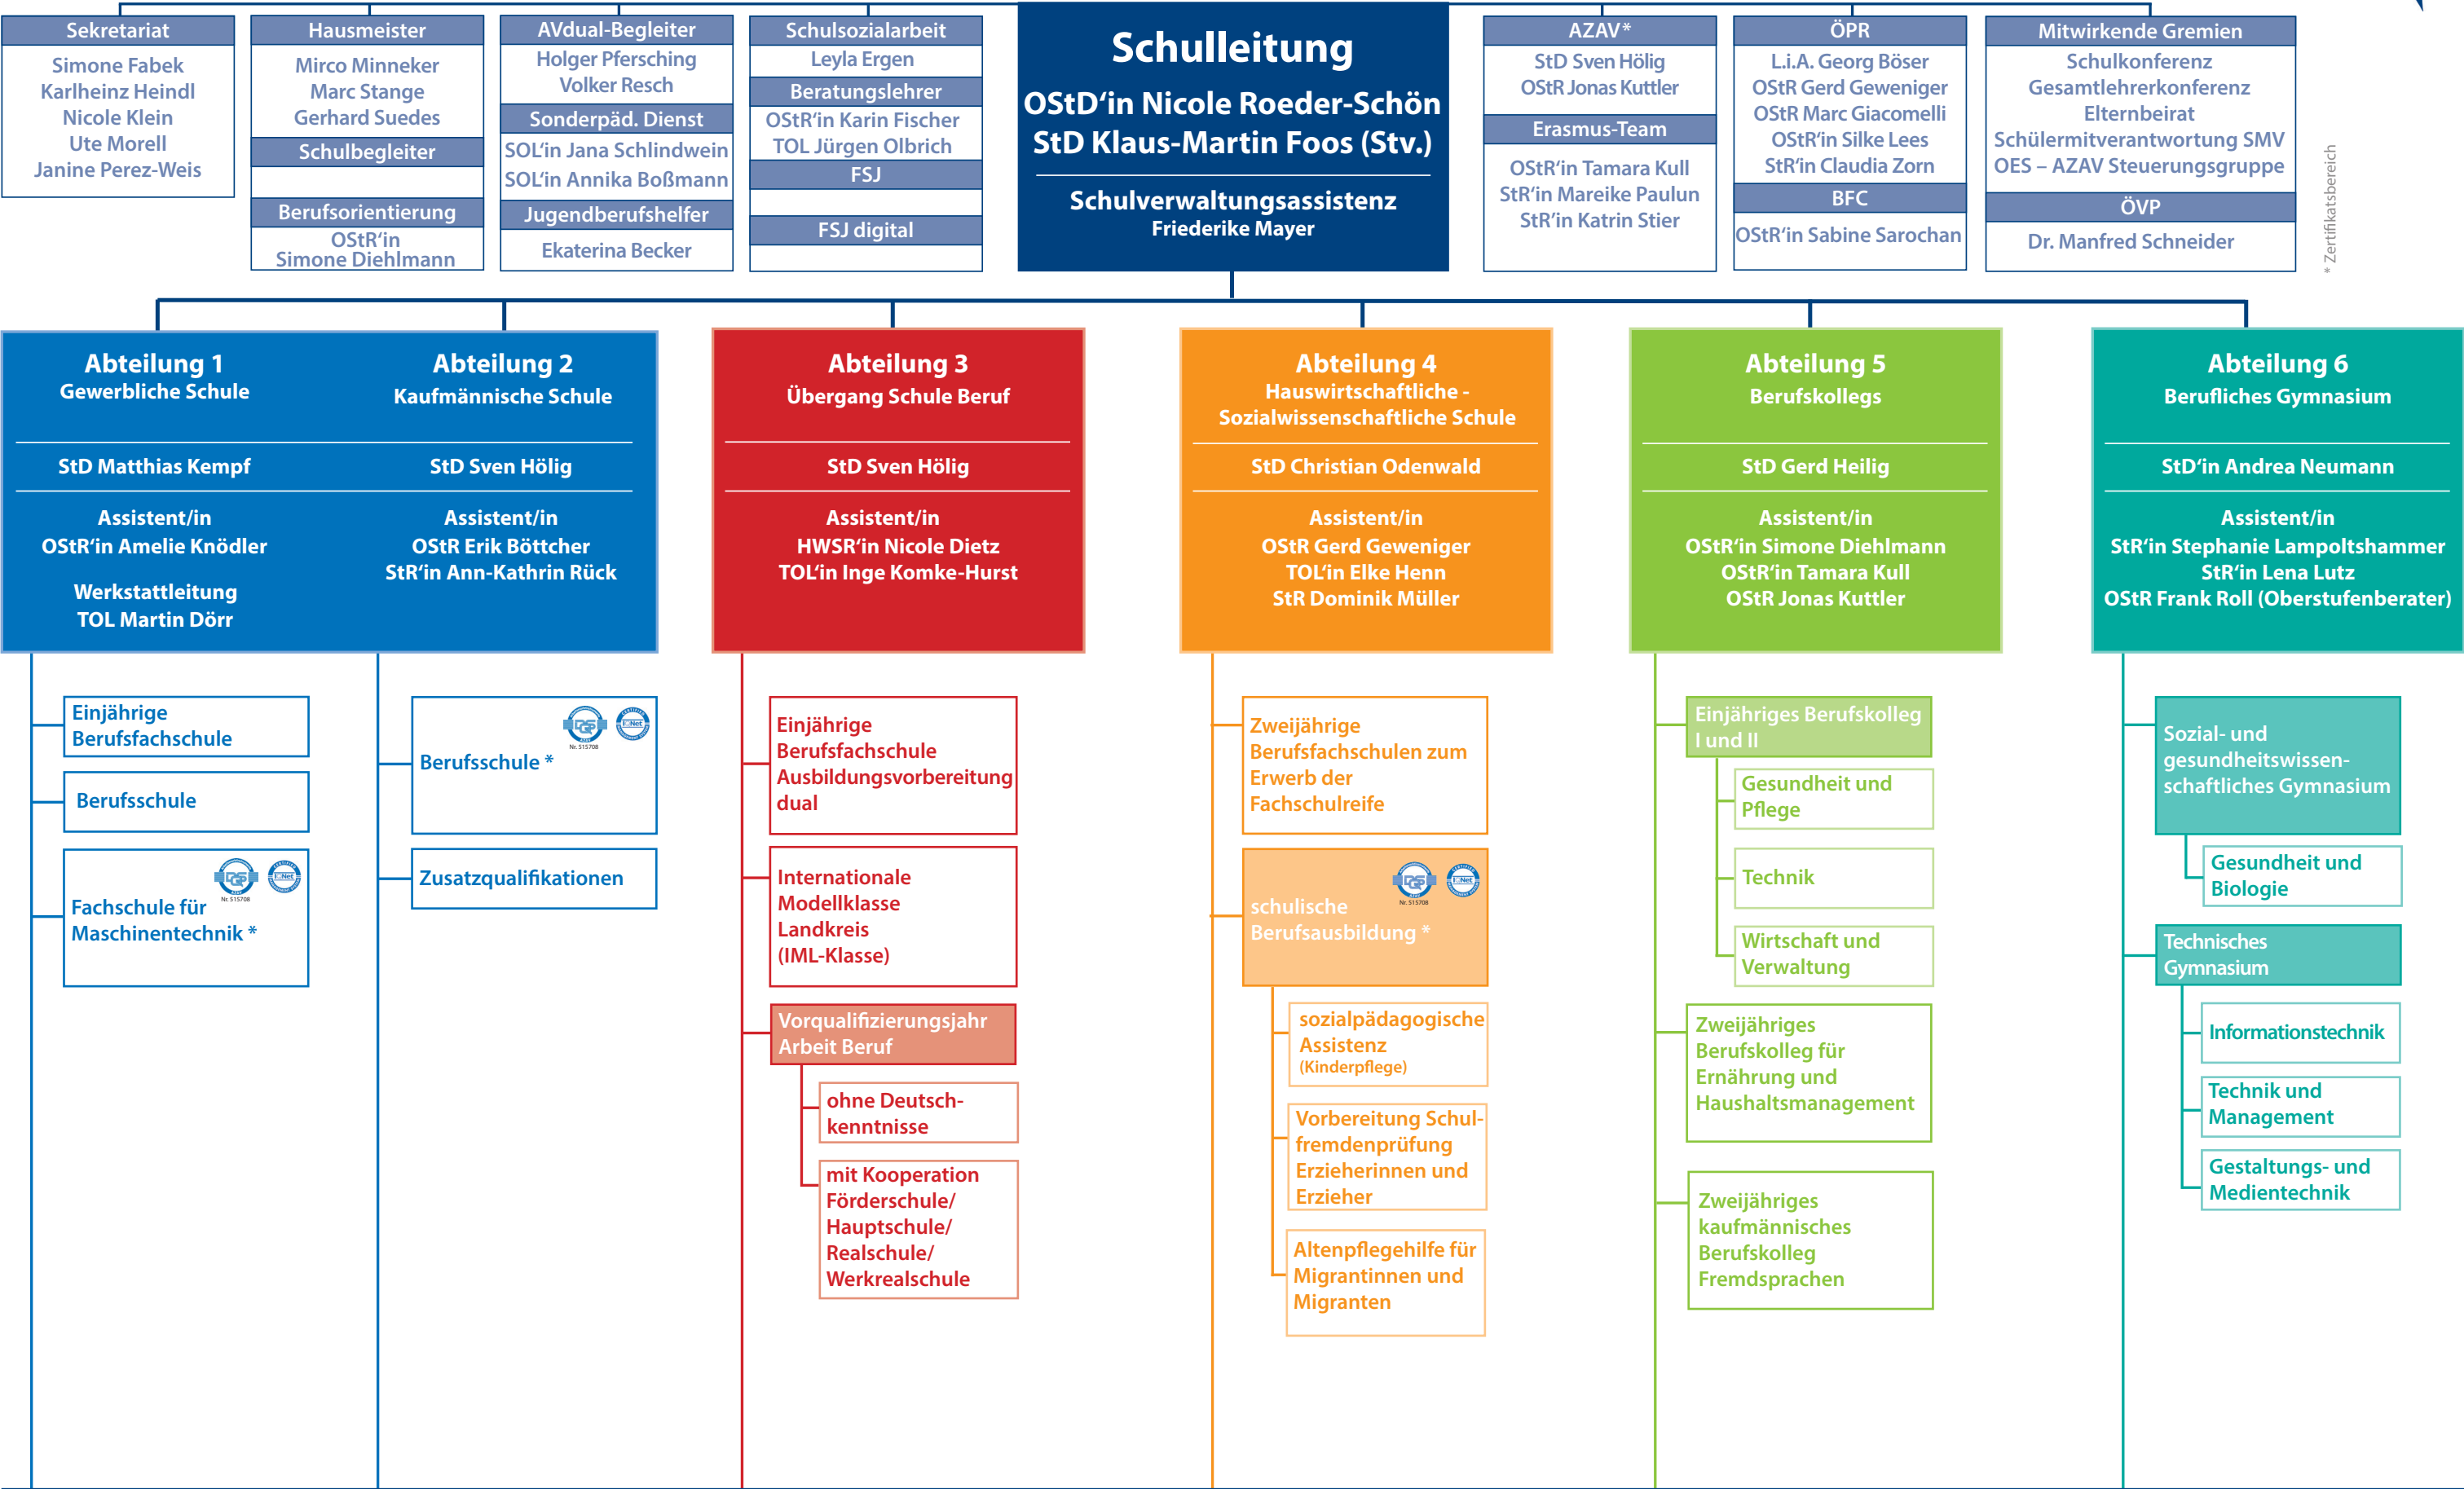 Sekretariat
Simone Fabek
Karlheinz Heindl
Nicole Klein
Ute Morell
Janine Perez-Weis
Hausmeister
Mirco Minneker
Marc Stange
Gerhard Suedes
Schulbegleiter
Berufsorientierung
OStR‘in
Simone Diehlmann
AVdual-Begleiter
Holger Pfersching
Volker Resch
Sonderpäd. Dienst
SOL‘in Jana Schlindwein
SOL‘in Annika Boßmann
Jugendberufshelfer
Ekaterina Becker
Schulsozialarbeit
Leyla Ergen
Beratungslehrer
OStR‘in Karin Fischer
TOL Jürgen Olbrich
FSJ
FSJ digital
Schulleitung
OStD‘in Nicole Roeder-Schön
StD Klaus-Martin Foos (Stv.)
Schulverwaltungsassistenz
Friederike Mayer
AZAV*
StD Sven Hölig
OStR Jonas Kuttler
Erasmus-Team
OStR‘in Tamara Kull
StR‘in Mareike Paulun
StR‘in Katrin Stier
ÖPR
L.i.A. Georg Böser
OStR Gerd Geweniger
OStR Marc Giacomelli
OStR‘in Silke Lees
StR‘in Claudia Zorn
BFC
OStR‘in Sabine Sarochan
Mitwirkende Gremien
Schulkonferenz
Gesamtlehrerkonferenz
Elternbeirat
Schülermitverantwortung SMV
OES – AZAV Steuerungsgruppe
ÖVP
Dr. Manfred Schneider
* Zertifikatsbereich
Abteilung 1
Gewerbliche Schule
StD Matthias Kempf
Assistent/in
OStR‘in Amelie Knödler
Werkstattleitung
TOL Martin Dörr
Abteilung 2
Kaufmännische Schule
StD Sven Hölig
Assistent/in
OStR Erik Böttcher
StR‘in Ann-Kathrin Rück
Abteilung 3
Übergang Schule Beruf
StD Sven Hölig
Assistent/in
HWSR‘in Nicole Dietz
TOL‘in Inge Komke-Hurst
Abteilung 4
Hauswirtschaftliche -
Sozialwissenschaftliche Schule
StD Christian Odenwald
Assistent/in
OStR Gerd Geweniger
TOL‘in Elke Henn
StR Dominik Müller
Abteilung 5
Berufskollegs
StD Gerd Heilig
Assistent/in
OStR‘in Simone Diehlmann
OStR‘in Tamara Kull
OStR Jonas Kuttler
Abteilung 6
Berufliches Gymnasium
StD‘in Andrea Neumann
Assistent/in
StR‘in Stephanie Lampoltshammer
StR‘in Lena Lutz
OStR Frank Roll (Oberstufenberater)
Einjährige
Berufsfachschule
Berufsschule
DQS
Nr. 515708
IQNet
Fachschule für
Maschinentechnik *
DQS
Nr. 515708
IQNet
Berufsschule *
Zusatzqualifikationen
Einjährige
Berufsfachschule
Ausbildungsvorbereitung
dual
Internationale
Modellklasse
Landkreis
(IML-Klasse)
Vorqualifizierungsjahr
Arbeit Beruf
ohne Deutsch-
kenntnisse
mit Kooperation
Förderschule/
Hauptschule/
Realschule/
Werkrealschule
Zweijährige
Berufsfachschulen zum
Erwerb der
Fachschulreife
DQS
Nr. 515708
IQNet
schulische
Berufsausbildung *
sozialpädagogische
Assistenz
(Kinderpflege)
Vorbereitung Schul-
fremdenprüfung
Erzieherinnen und
Erzieher
Altenpflegehilfe für
Migrantinnen und
Migranten
Einjähriges Berufskolleg
I und II
Gesundheit und
Pflege
Technik
Wirtschaft und
Verwaltung
Zweijähriges
Berufskolleg für
Ernährung und
Haushaltsmanagement
Zweijähriges
kaufmännisches
Berufskolleg
Fremdsprachen
Sozial- und
gesundheitswissen-
schaftliches Gymnasium
Gesundheit und
Biologie
Technisches
Gymnasium
Informationstechnik
Technik und
Management
Gestaltungs- und
Medientechnik